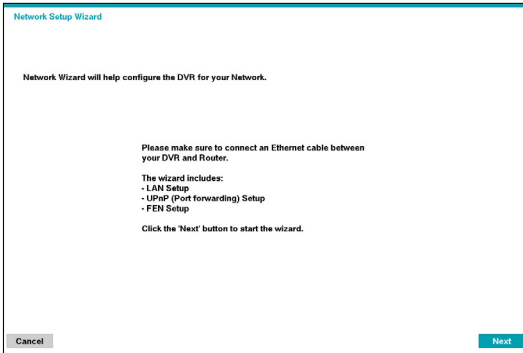 Network Setup Wizard
Network Wizard will help configure the DVR for your Network.
Please make sure to connect an Ethernet cable between
your DVR and Router.
The wizard includes:
- LAN Setup
- UPnP (Port forwarding) Setup
- FEN Setup
Click the 'Next' button to start the wizard.
Cancel
Next